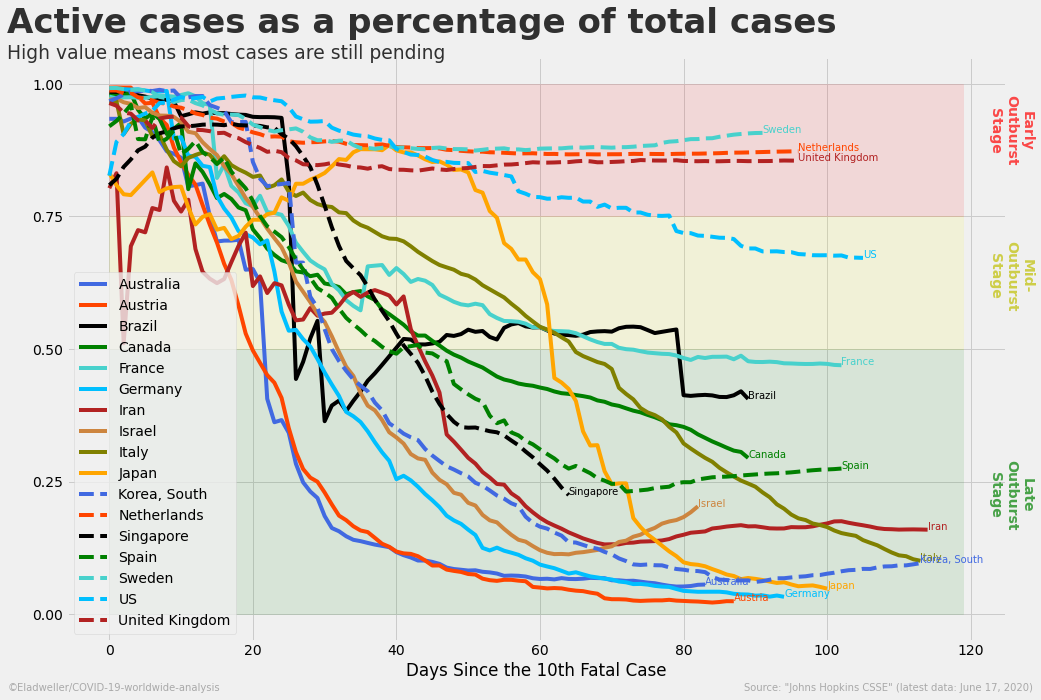 Active cases as a percentage of total cases
High value means most cases are still pending
1.00
0.75
0.50
0.25
0.00
0
20
40
60
80
100
120
Days Since the 10th Fatal Case
Early
Outburst
Stage
Mid-
Stage
Late
Outburst
Stage
Australia
Austria
Brazil
Canada
France
Germany
Iran
Israel
Italy
Japan
Korea, South
Netherlands
Singapore
Spain
Sweden
US
United Kingdom
Sweden
Netherlands
United Kingdom
US
France
Brazil
Canada
Spain
Singapore
Israel
Iran
Italy
Korea, South
Australia
Japan
Germany
Austria
©Eladweller/COVID-19-worldwide-analysis
Source: "Johns Hopkins CSSE" (latest data: June 17, 2020)